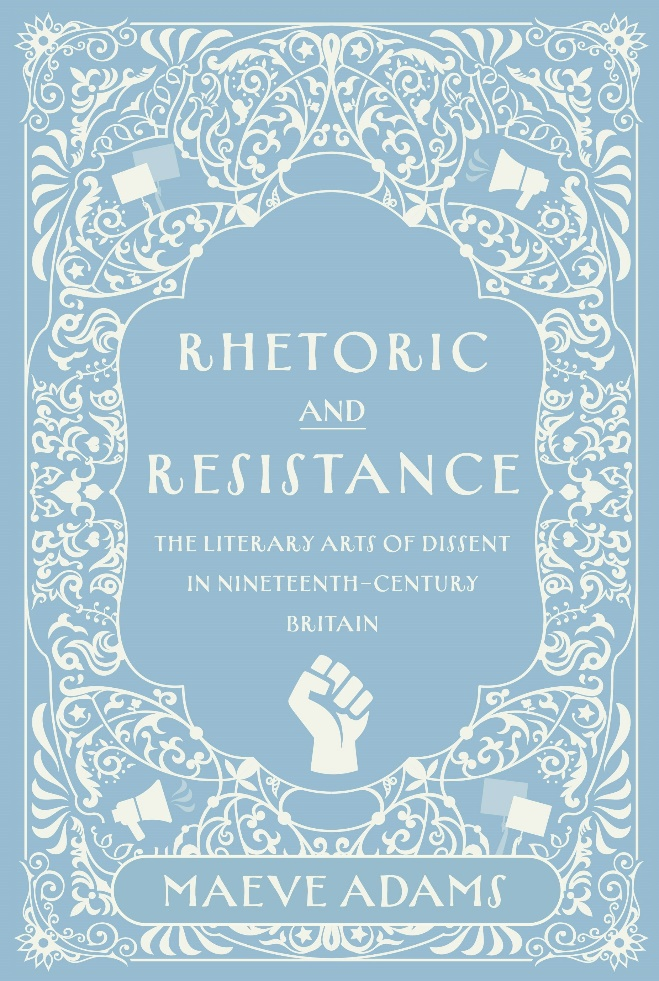 RHETORIC
AND
RESISTANCE
THE LITERARY ARTS OF DISSENT
IN NINETEENTH-CENTURY
BRITAIN
MAEVE ADAMS